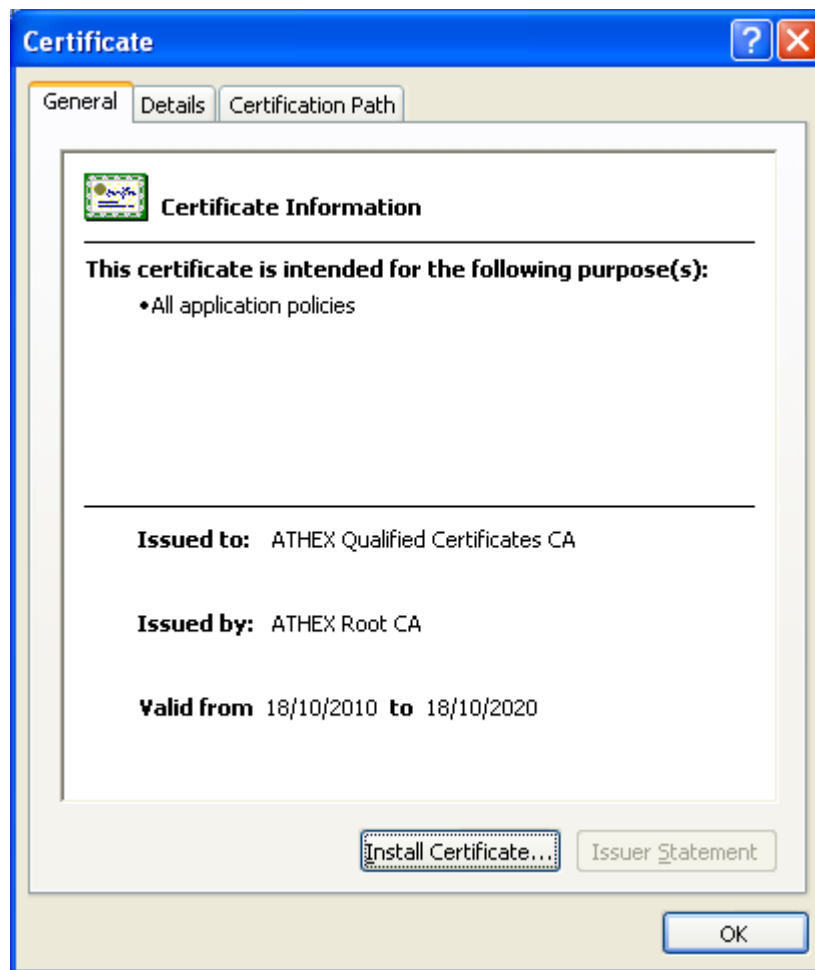 Certificate
General Details Certification Path
Certificate Information
This certificate is intended for the following purpose(s):
•All application policies
Issued to: ATHEX Qualified Certificates CA
Issued by: ATHEX Root CA
Valid from 18/10/2010 to 18/10/2020
Install Certificate... Issuer Statement
OK